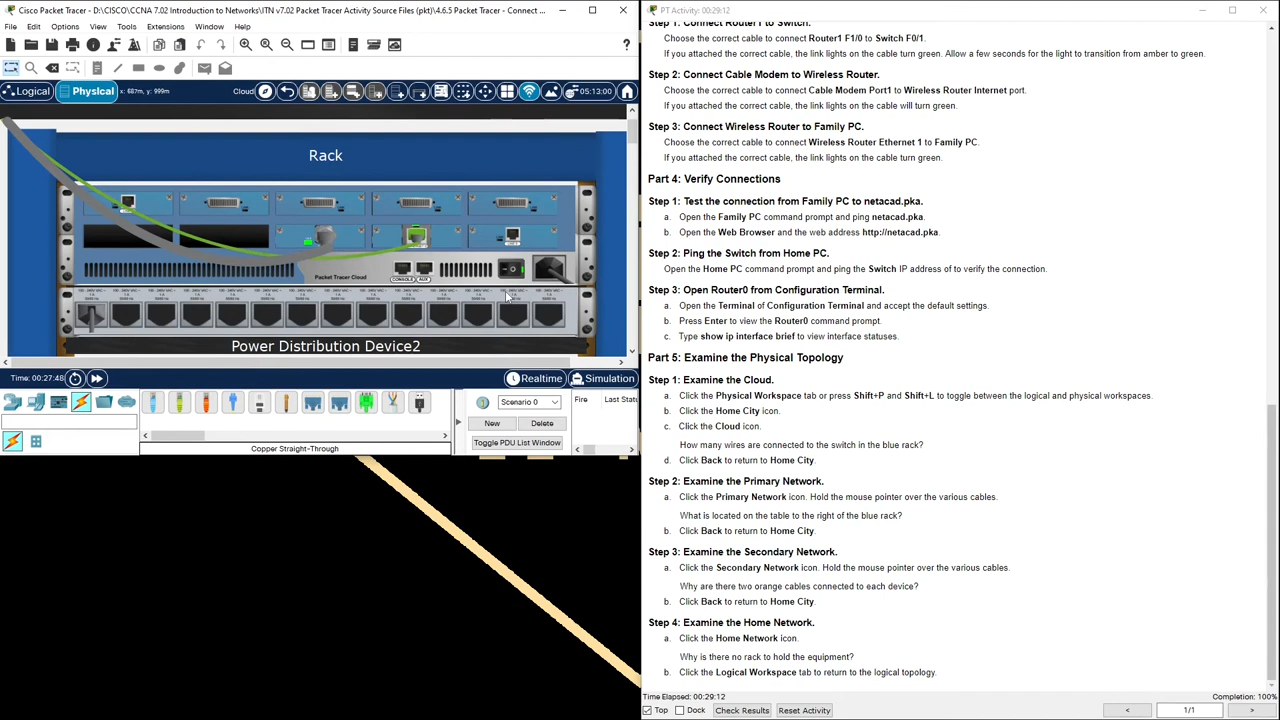 Cisco Packet Tracer - D:\CISCO\CCNA 7.02 Introduction to Networks\ITN v7.02 Packet Tracer Activity Source Files (pkt)\4.6.5 Packet Tracer - Connect ...
File Edit Options View Tools Extensions Window Help
Logical Physical x: 687m, y: 999m Cloud 05:13:00
Rack
Packet Tracer Cloud
CONSOLE AUX
Power Distribution Device2
Time: 00:27:48 Realtime Simulation
Scenario 0 Fire Last Statu
New Delete
Toggle PDU List Window
Copper Straight-Through
PT Activity: 00:29:12
Step 1: Connect Router1 to Switch.
Choose the correct cable to connect Router1 F1/0 to Switch F0/1.
If you attached the correct cable, the link lights on the cable turn green. Allow a few seconds for the light to transition from amber to green.
Step 2: Connect Cable Modem to Wireless Router.
Choose the correct cable to connect Cable Modem Port1 to Wireless Router Internet port.
If you attached the correct cable, the link lights on the cable will turn green.
Step 3: Connect Wireless Router to Family PC.
Choose the correct cable to connect Wireless Router Ethernet 1 to Family PC.
If you attached the correct cable, the link lights on the cable turn green.
Part 4: Verify Connections
Step 1: Test the connection from Family PC to netacad.pka.
a. Open the Family PC command prompt and ping netacad.pka.
b. Open the Web Browser and the web address http://netacad.pka.
Step 2: Ping the Switch from Home PC.
Open the Home PC command prompt and ping the Switch IP address of to verify the connection.
Step 3: Open Router0 from Configuration Terminal.
a. Open the Terminal of Configuration Terminal and accept the default settings.
b. Press Enter to view the Router0 command prompt.
c. Type show ip interface brief to view interface statuses.
Part 5: Examine the Physical Topology
Step 1: Examine the Cloud.
a. Click the Physical Workspace tab or press Shift+P and Shift+L to toggle between the logical and physical workspaces.
b. Click the Home City icon.
c. Click the Cloud icon.
How many wires are connected to the switch in the blue rack?
d. Click Back to return to Home City.
Step 2: Examine the Primary Network.
a. Click the Primary Network icon. Hold the mouse pointer over the various cables.
What is located on the table to the right of the blue rack?
b. Click Back to return to Home City.
Step 3: Examine the Secondary Network.
a. Click the Secondary Network icon. Hold the mouse pointer over the various cables.
Why are there two orange cables connected to each device?
b. Click Back to return to Home City.
Step 4: Examine the Home Network.
a. Click the Home Network icon.
Why is there no rack to hold the equipment?
b. Click the Logical Workspace tab to return to the logical topology.
Time Elapsed: 00:29:12 Completion: 100%
Top Dock Check Results Reset Activity < 1/1 >